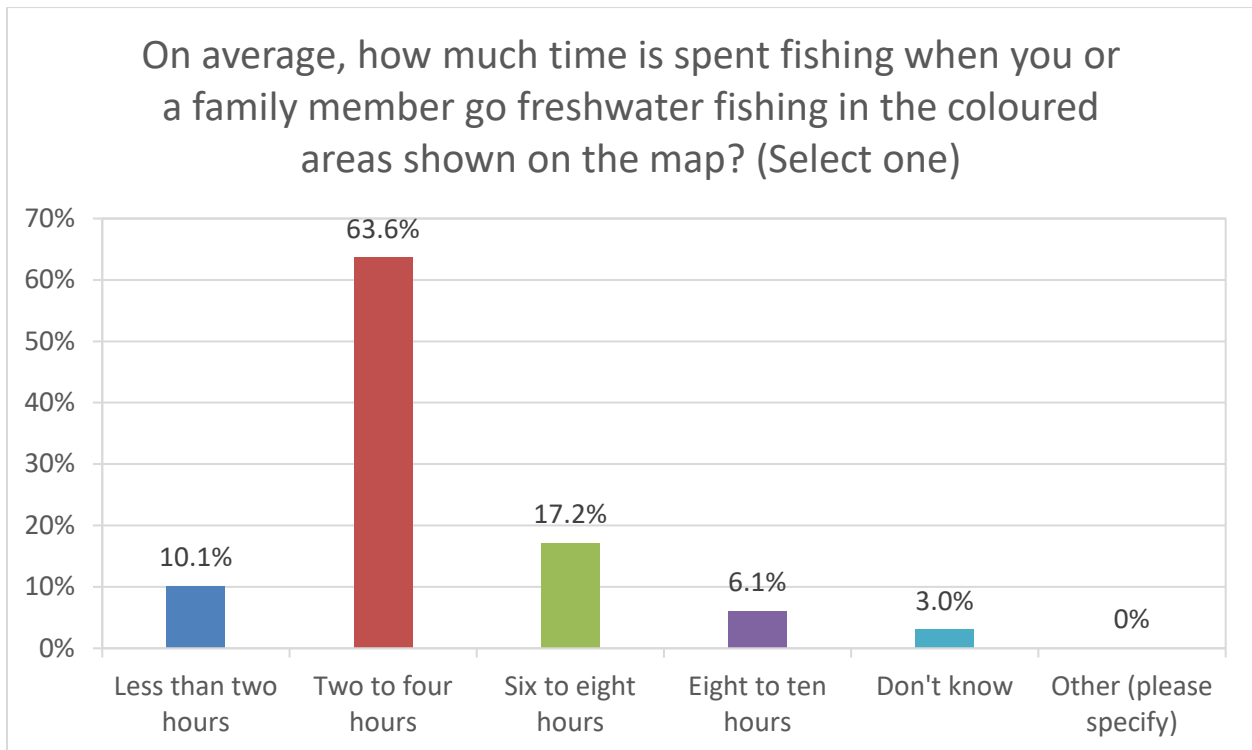 On average, how much time is spent fishing when you or
a family member go freshwater fishing in the coloured
areas shown on the map? (Select one)
70%
60%
50%
40%
30%
20%
10%
0%
10.1%
63.6%
17.2%
6.1%
3.0%
0%
Less than two
hours
Two to four
hours
Six to eight
hours
Eight to ten
hours
Don't know
Other (please
specify)